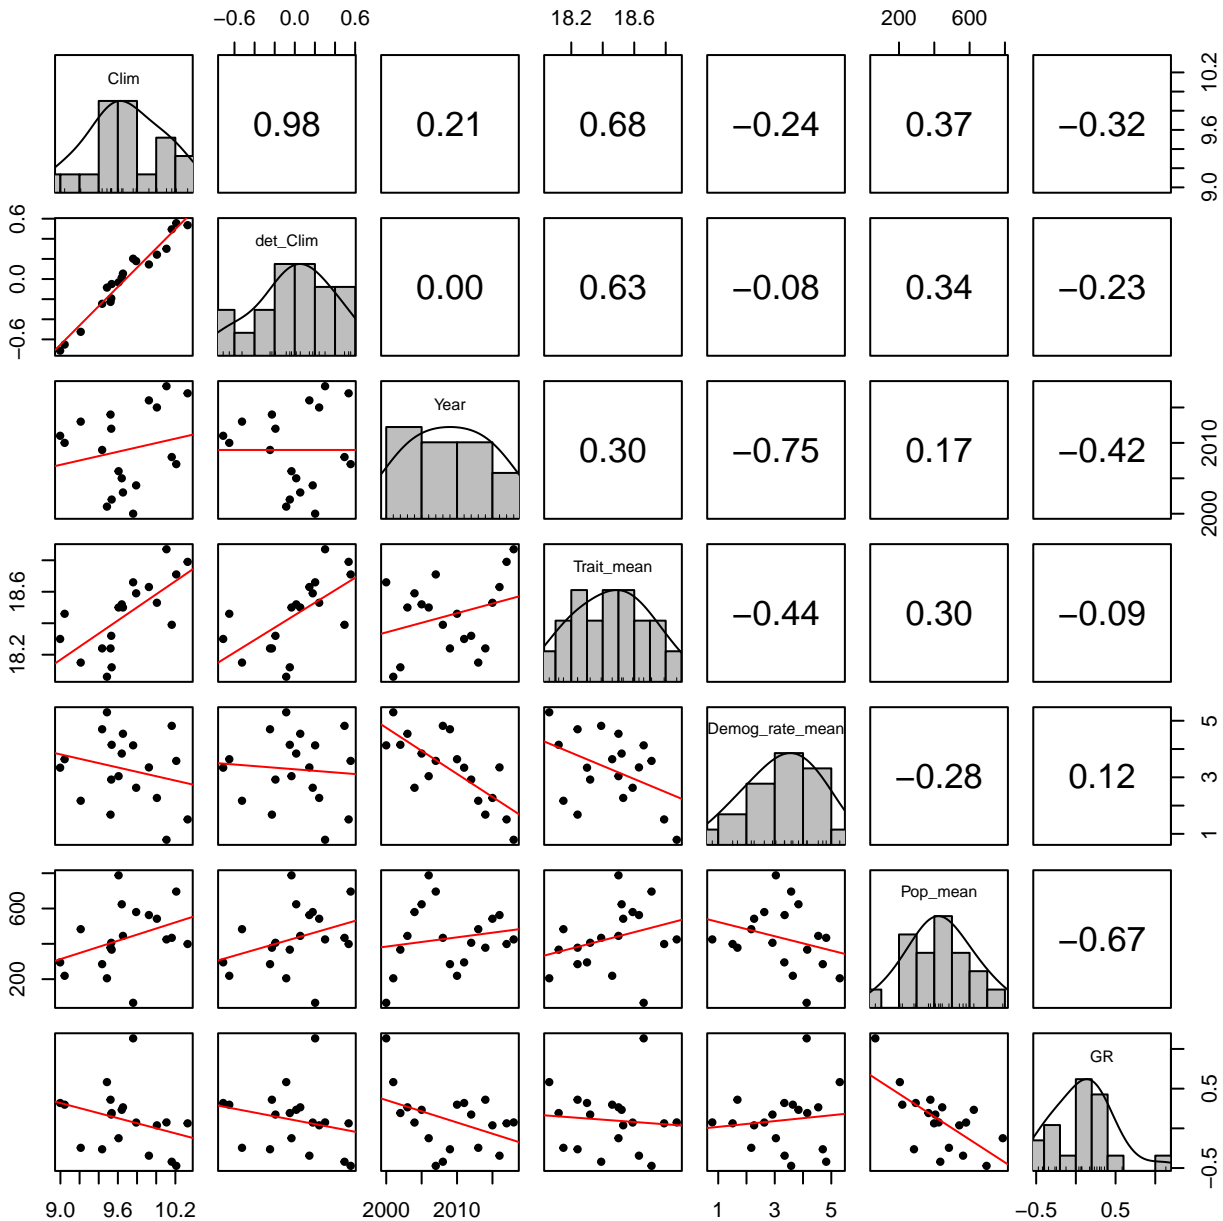 −0.6 0.0 0.6 18.2 18.6 200 600
Clim
0.98 0.21 0.68 −0.24 0.37 −0.32
9.0 9.6 10.2
−0.6 0.0 0.6
det_Clim
0.00 0.63 −0.08 0.34 −0.23
Year
0.30 −0.75 0.17 −0.42
2000 2010
18.2 18.6
Trait_mean
−0.44 0.30 −0.09
Demog_rate_mean
−0.28 0.12
1 3 5
200 600
Pop_mean
−0.67
GR
−0.5 0.5
9.0 9.6 10.2 2000 2010 1 3 5 −0.5 0.5